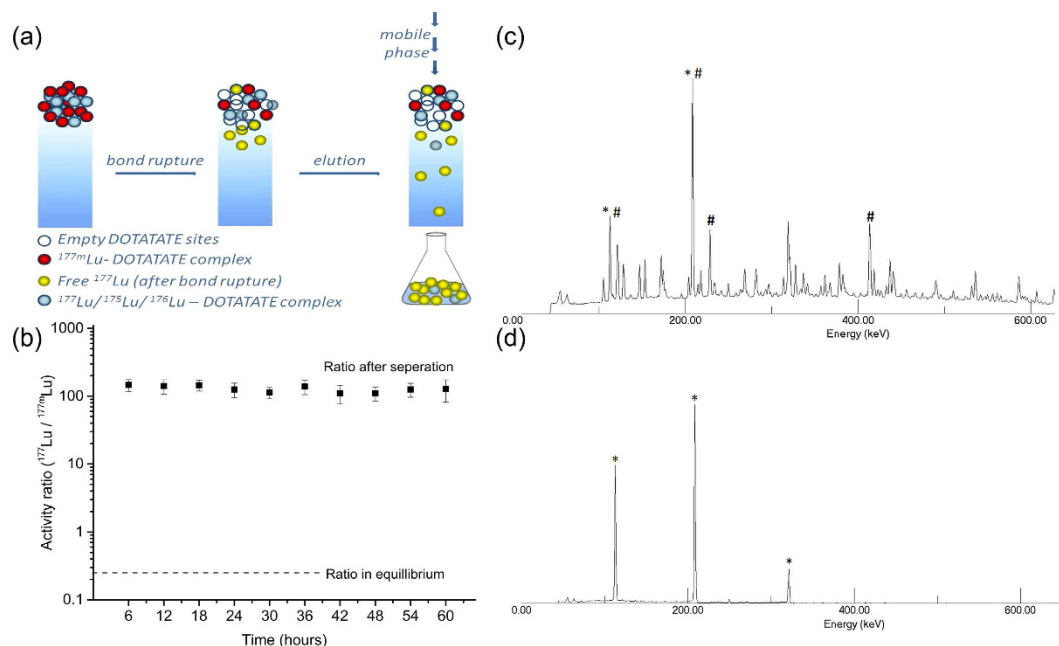 (a)
mobile
phase
bond rupture
elution
Empty DOTATATE sites
¹⁷⁷ᵐLu- DOTATATE complex
Free ¹⁷⁷Lu (after bond rupture)
¹⁷⁷Lu/ ¹⁷⁵Lu/ ¹⁷⁶Lu – DOTATATE complex
(b)
1000
100
10
1
0.1
Activity ratio (¹⁷⁷Lu / ¹⁷⁷ᵐLu)
Ratio after seperation
Ratio in equillibrium
6 12 18 24 30 36 42 48 54 60
Time (hours)
(c)
* #
* #
#
#
0.00 200.00 400.00 600.00
Energy (keV)
(d)
*
*
*
0.00 200.00 400.00 600.00
Energy (keV)